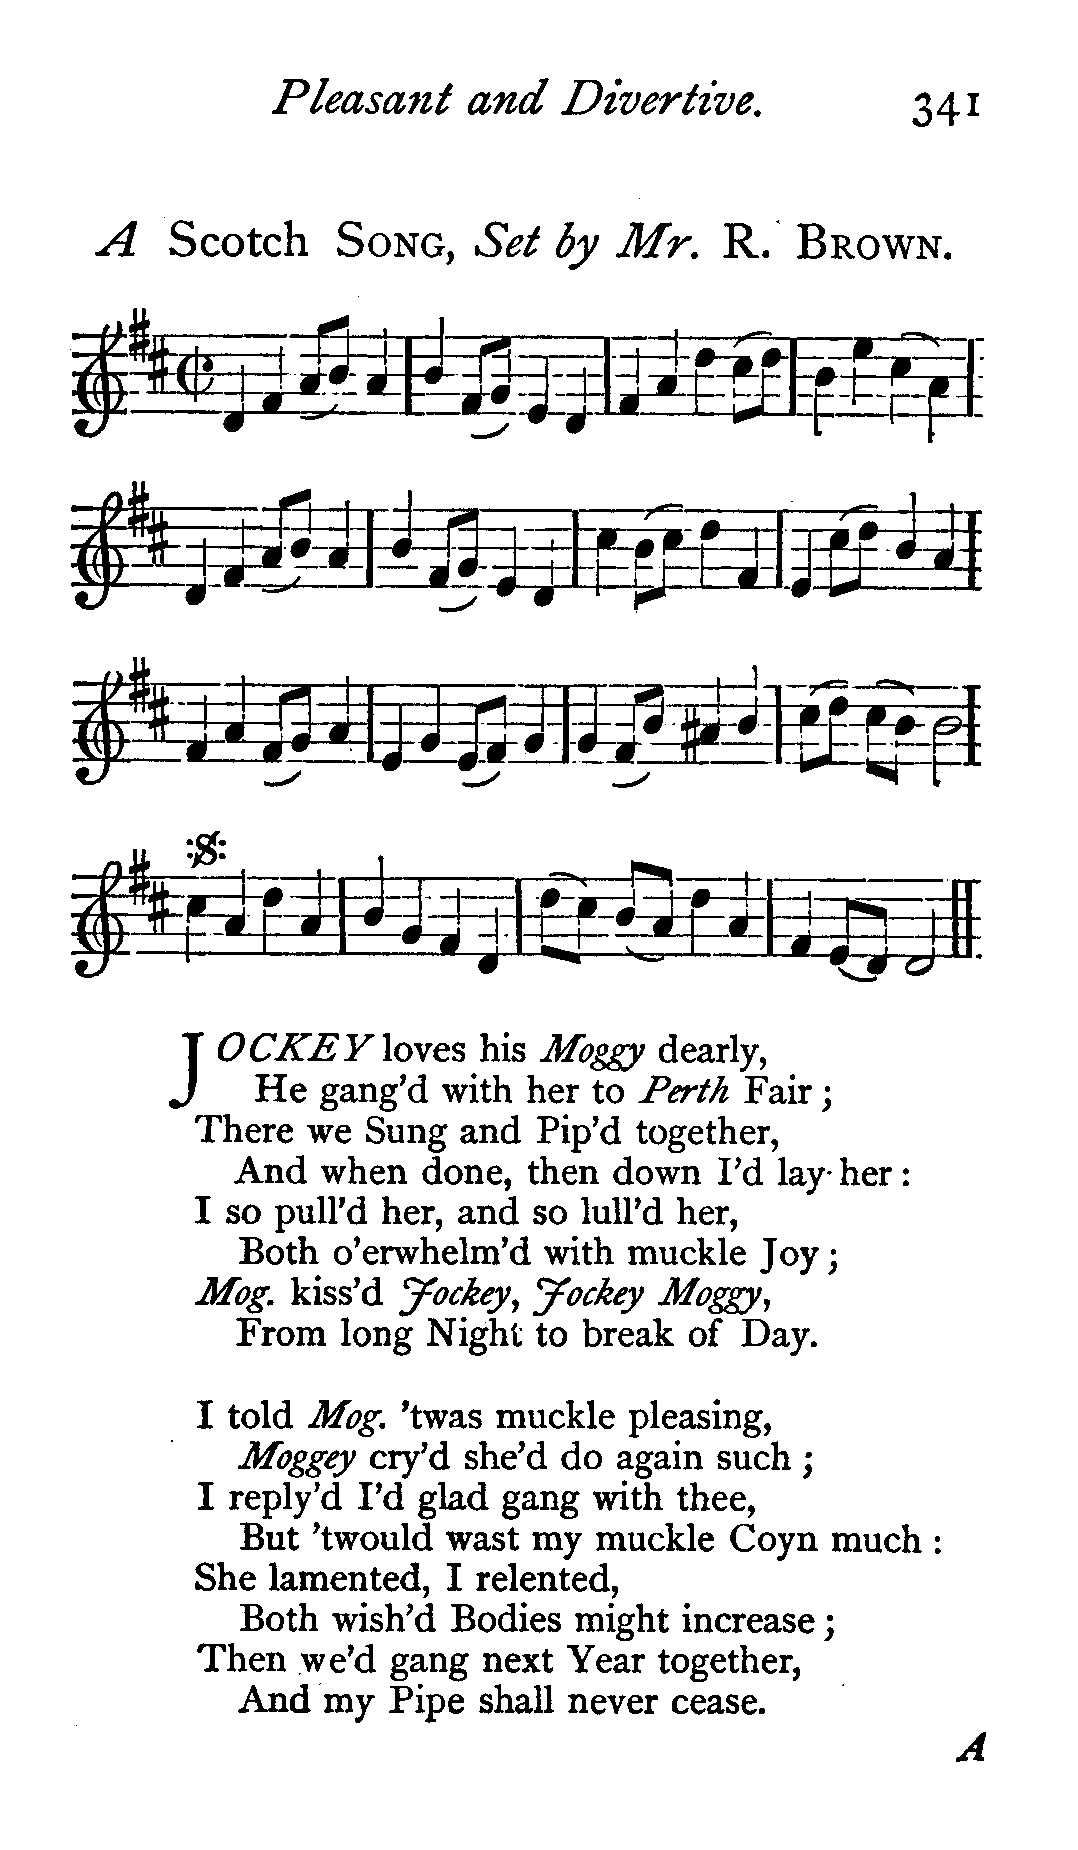 Pleasant and Divertive. 341
A Scotch SONG, Set by Mr. R. BROWN.
JOCKEY loves his Moggy dearly,
He gang'd with her to Perth Fair;
There we Sung and Pip'd together,
And when done, then down I'd lay her:
I so pull'd her, and so lull'd her,
Both o'erwhelm'd with muckle Joy;
Mog. kiss'd Jockey, Jockey Moggy,
From long Night to break of Day.
I told Mog. 'twas muckle pleasing,
Moggey cry'd she'd do again such;
I reply'd I'd glad gang with thee,
But 'twould wast my muckle Coyn much:
She lamented, I relented,
Both wish'd Bodies might increase;
Then we'd gang next Year together,
And my Pipe shall never cease.
A